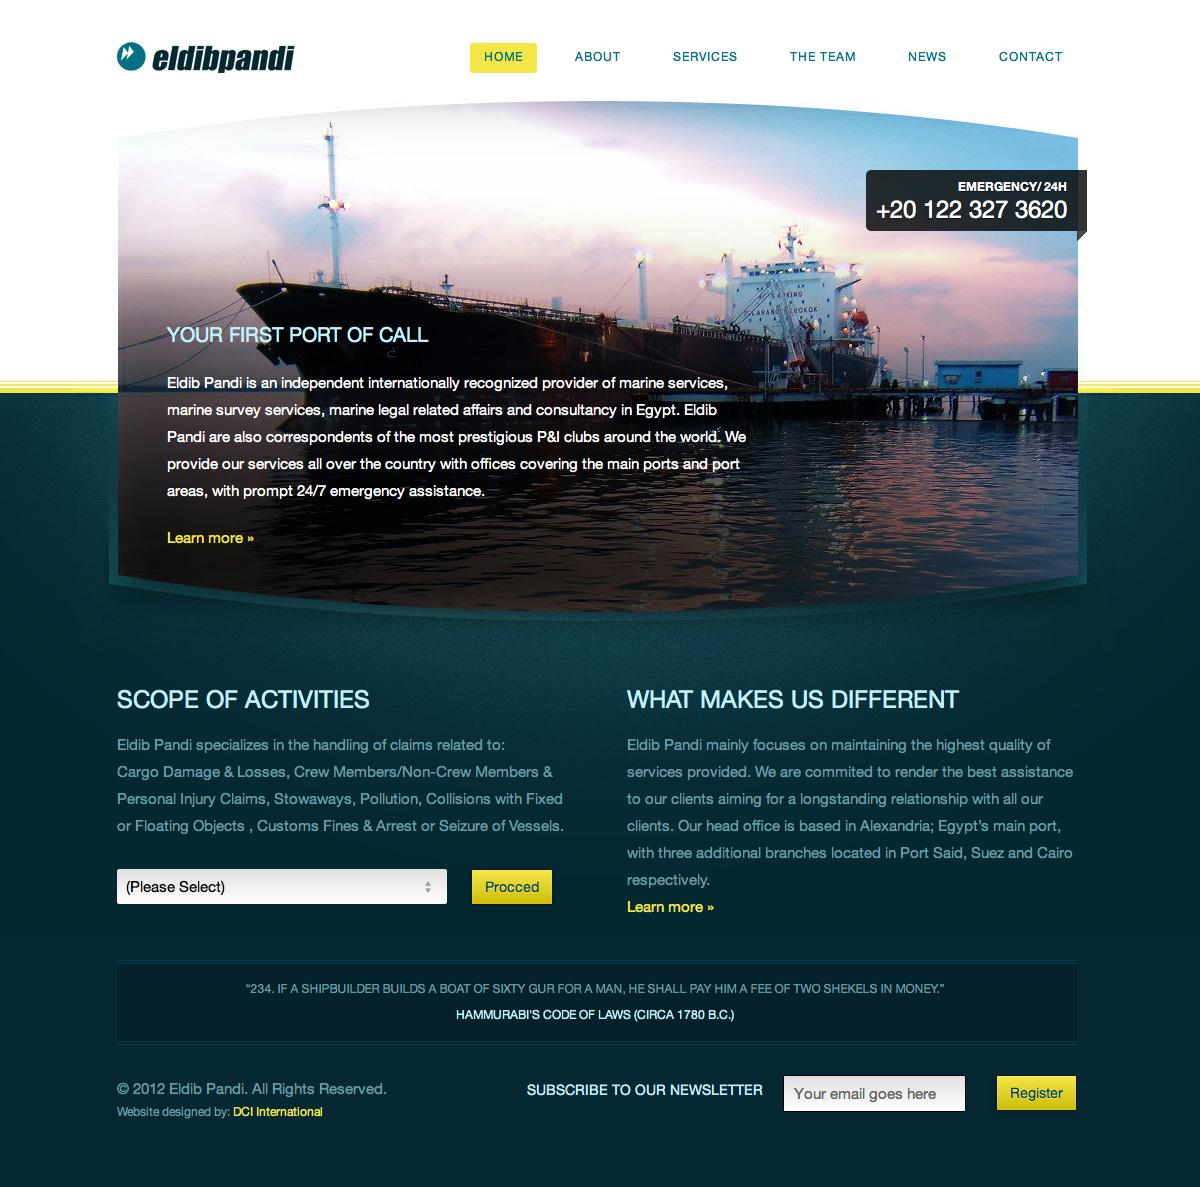 eldibpandi
HOME ABOUT SERVICES THE TEAM NEWS CONTACT
EMERGENCY/ 24H
+20 122 327 3620
YOUR FIRST PORT OF CALL
Eldib Pandi is an independent internationally recognized provider of marine services,
marine survey services, marine legal related affairs and consultancy in Egypt. Eldib
Pandi are also correspondents of the most prestigious P&I clubs around the world. We
provide our services all over the country with offices covering the main ports and port
areas, with prompt 24/7 emergency assistance.
Learn more »
SCOPE OF ACTIVITIES
Eldib Pandi specializes in the handling of claims related to:
Cargo Damage & Losses, Crew Members/Non-Crew Members &
Personal Injury Claims, Stowaways, Pollution, Collisions with Fixed
or Floating Objects , Customs Fines & Arrest or Seizure of Vessels.
(Please Select)
Procced
WHAT MAKES US DIFFERENT
Eldib Pandi mainly focuses on maintaining the highest quality of
services provided. We are commited to render the best assistance
to our clients aiming for a longstanding relationship with all our
clients. Our head office is based in Alexandria; Egypt's main port,
with three additional branches located in Port Said, Suez and Cairo
respectively.
Learn more »
“234. IF A SHIPBUILDER BUILDS A BOAT OF SIXTY GUR FOR A MAN, HE SHALL PAY HIM A FEE OF TWO SHEKELS IN MONEY.”
HAMMURABI'S CODE OF LAWS (CIRCA 1780 B.C.)
© 2012 Eldib Pandi. All Rights Reserved.
Website designed by: DCI International
SUBSCRIBE TO OUR NEWSLETTER
Your email goes here
Register